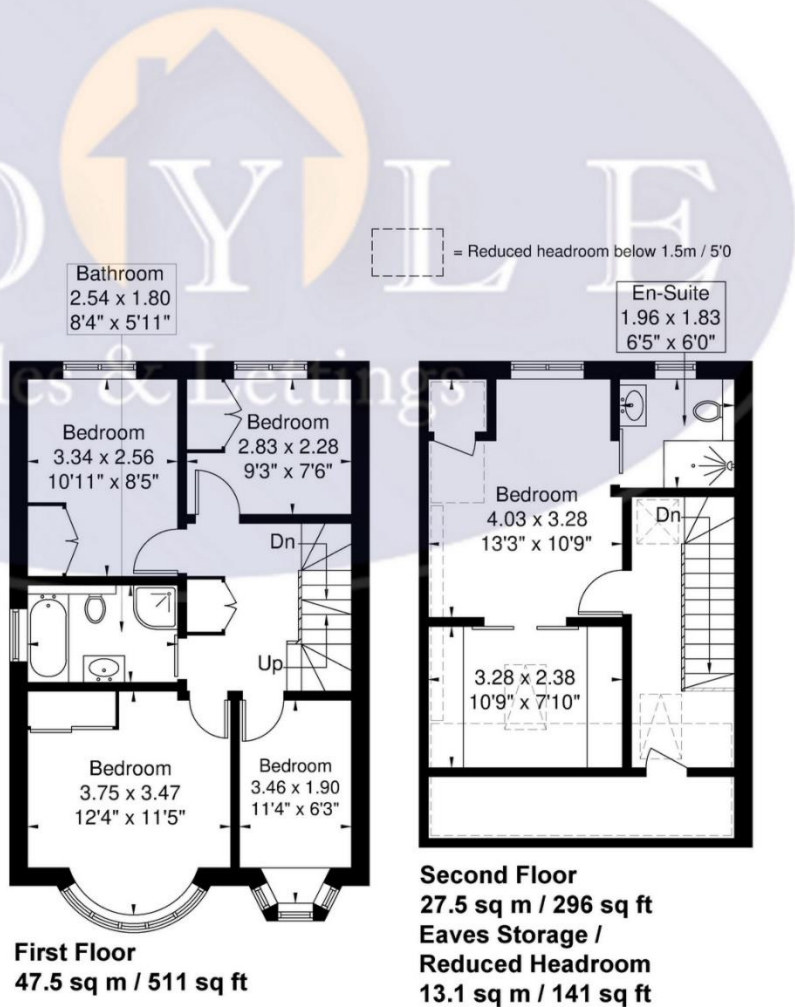 O Y L E
les & Lettings
= Reduced headroom below 1.5m / 5'0
Bathroom
2.54 x 1.80
8'4" x 5'11"
Bedroom
3.34 x 2.56
10'11" x 8'5"
Bedroom
2.83 x 2.28
9'3" x 7'6"
Dn
Up
Bedroom
3.75 x 3.47
12'4" x 11'5"
Bedroom
3.46 x 1.90
11'4" x 6'3"
First Floor
47.5 sq m / 511 sq ft
En-Suite
1.96 x 1.83
6'5" x 6'0"
Bedroom
4.03 x 3.28
13'3" x 10'9"
Dn
3.28 x 2.38
10'9" x 7'10"
Second Floor
27.5 sq m / 296 sq ft
Eaves Storage /
Reduced Headroom
13.1 sq m / 141 sq ft